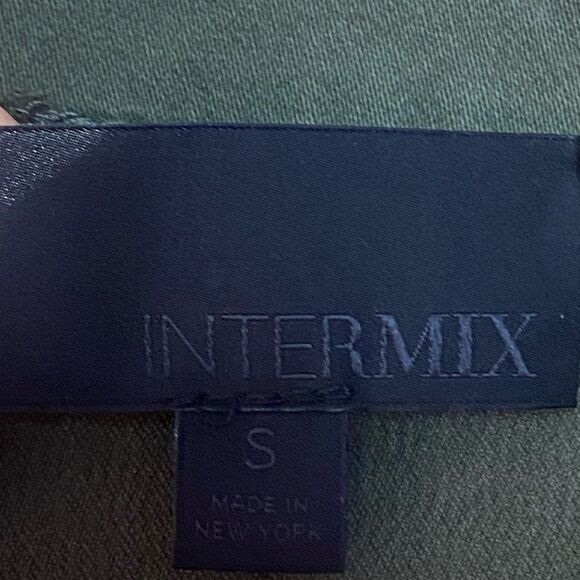 INTERMIX
S
MADE IN
NEW YORK